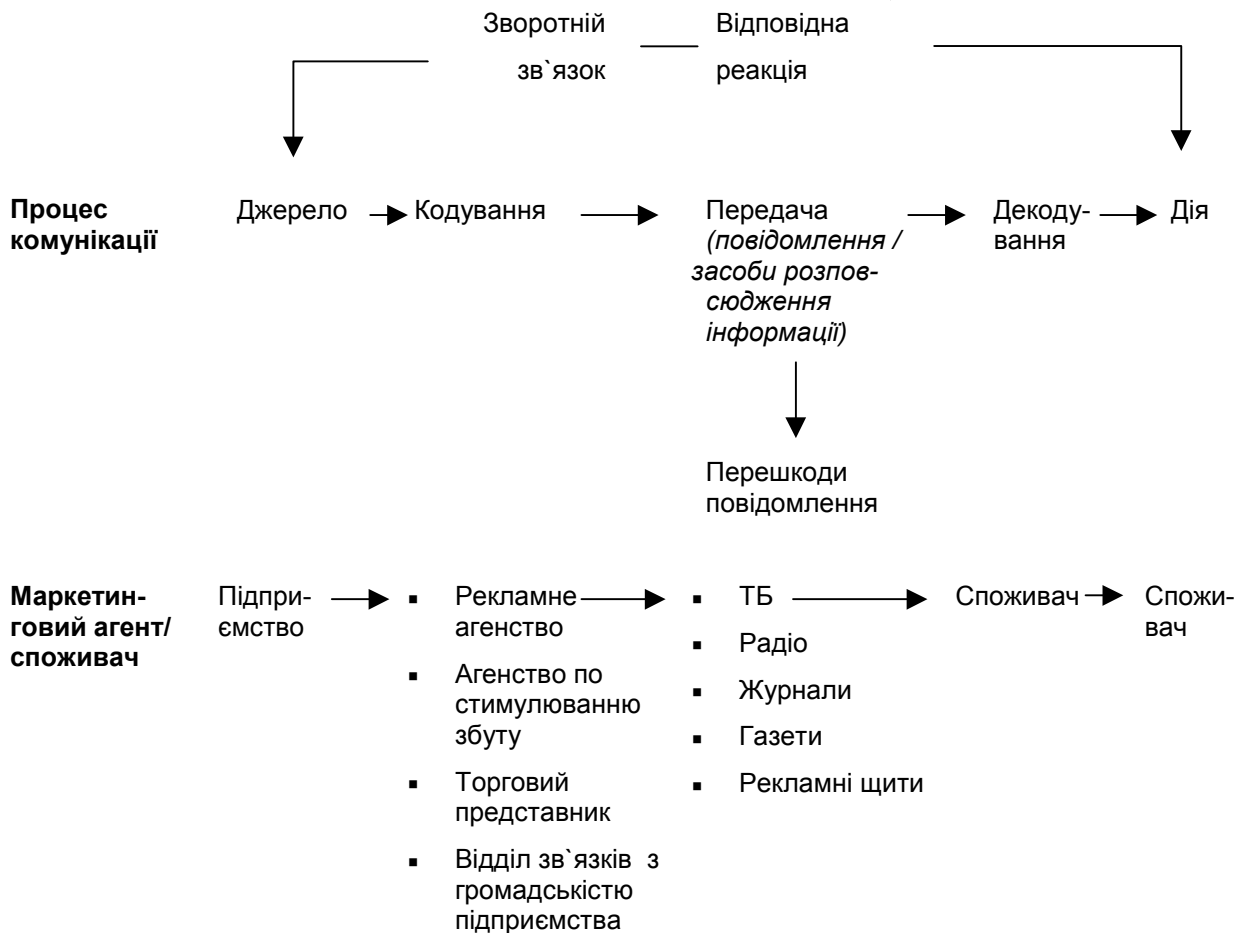 Зворотній Відповідна
зв`язок реакція
Процес Джерело Кодування Передача Декоду- Дія
комунікації (повідомлення / вання
засоби розпов-
сюдження
інформації)
Перешкоди
повідомлення
Маркетин- Підпри- ▪ Рекламне ▪ ТБ Споживач Спожи-
говий агент/ ємство агенство вач
споживач ▪ Радіо
▪ Агенство по
стимулюванню ▪ Журнали
збуту ▪ Газети
▪ Торговий ▪ Рекламні щити
представник
▪ Відділ зв`язків з
громадськістю
підприємства